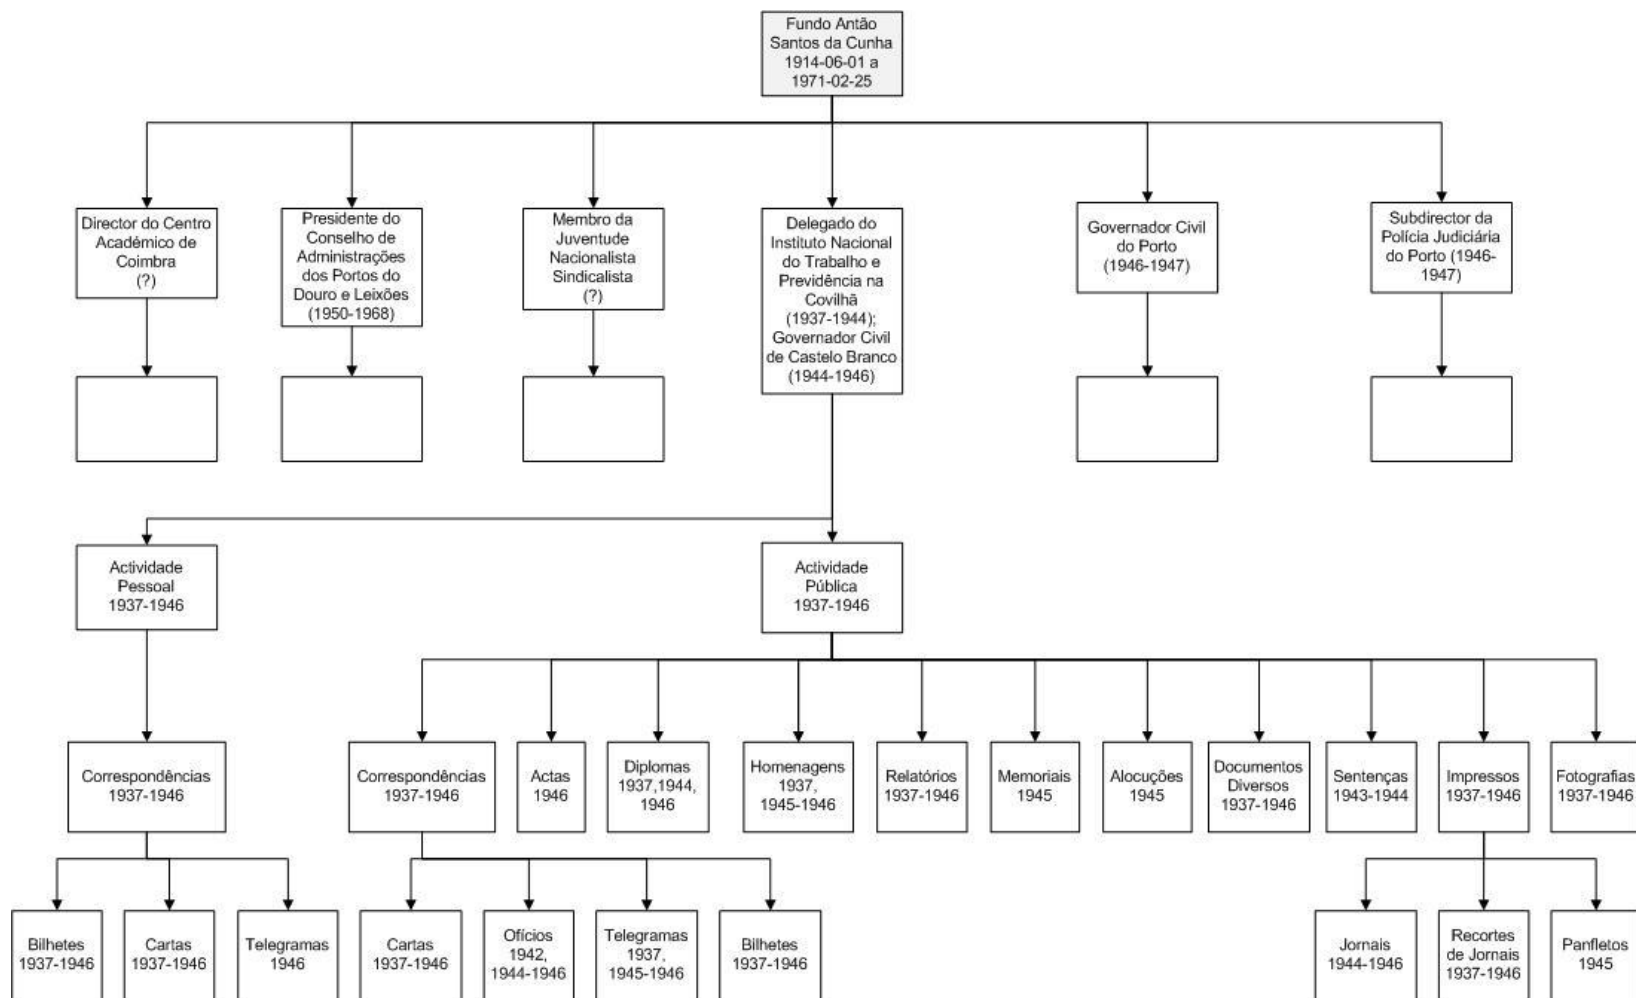 Fundo Antão
Santos da Cunha
1914-06-01 a
1971-02-25
Director do Centro
Académico de
Coimbra
(?)
Presidente do
Conselho de
Administrações
dos Portos do
Douro e Leixões
(1950-1968)
Membro da
Juventude
Nacionalista
Sindicalista
(?)
Delegado do
Instituto Nacional
do Trabalho e
Previdência na
Covilhã
(1937-1944);
Governador Civil
de Castelo Branco
(1944-1946)
Governador Civil
do Porto
(1946-1947)
Subdirector da
Polícia Judiciária
do Porto (1946-
1947)
Actividade
Pessoal
1937-1946
Actividade
Pública
1937-1946
Correspondências
1937-1946
Correspondências
1937-1946
Actas
1946
Diplomas
1937,1944,
1946
Homenagens
1937,
1945-1946
Relatórios
1937-1946
Memoriais
1945
Alocuções
1945
Documentos
Diversos
1937-1946
Sentenças
1943-1944
Impressos
1937-1946
Fotografias
1937-1946
Bilhetes
1937-1946
Cartas
1937-1946
Telegramas
1946
Cartas
1937-1946
Ofícios
1942,
1944-1946
Telegramas
1937,
1945-1946
Bilhetes
1937-1946
Jornais
1944-1946
Recortes
de Jornais
1937-1946
Panfletos
1945